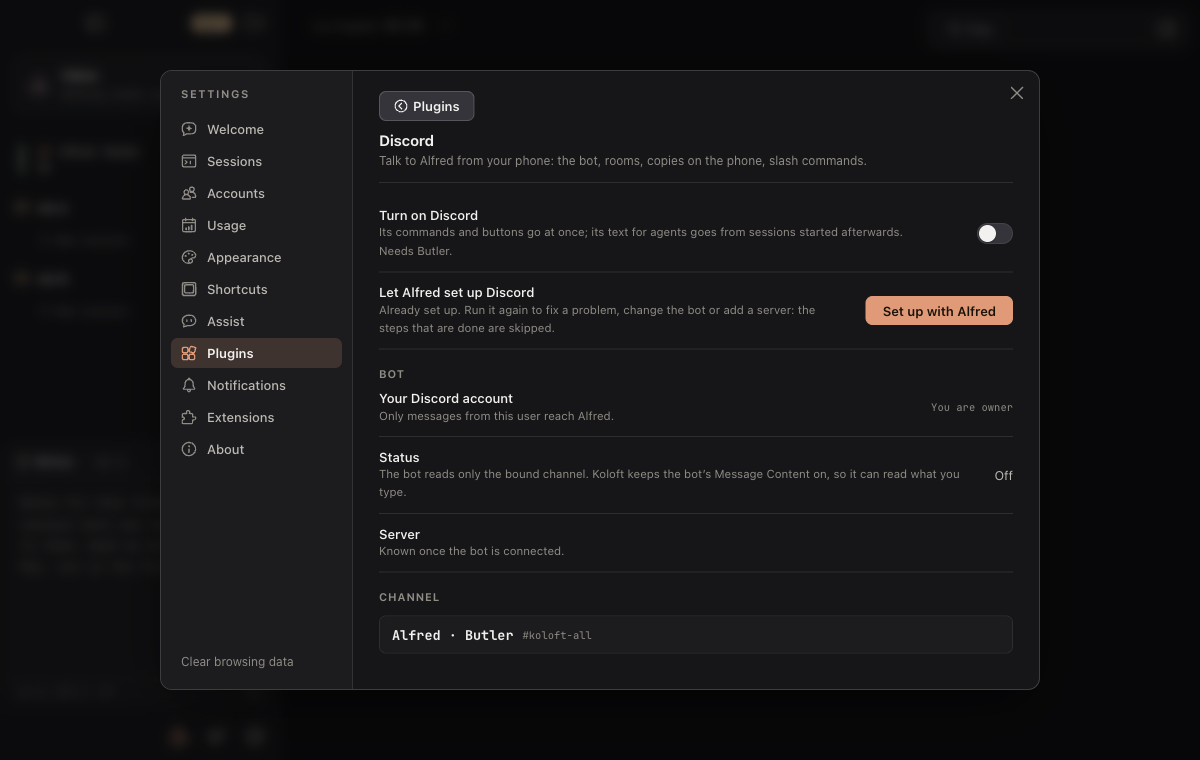 SETTINGS
Welcome
Sessions
Accounts
Usage
Appearance
Shortcuts
Assist
Plugins
Notifications
Extensions
About
Clear browsing data
Plugins
Discord
Talk to Alfred from your phone: the bot, rooms, copies on the phone, slash commands.
Turn on Discord
Its commands and buttons go at once; its text for agents goes from sessions started afterwards.
Needs Butler.
Let Alfred set up Discord
Already set up. Run it again to fix a problem, change the bot or add a server: the
steps that are done are skipped.
Set up with Alfred
BOT
Your Discord account
Only messages from this user reach Alfred.
You are owner
Status
The bot reads only the bound channel. Koloft keeps the bot’s Message Content on, so it can read what you
type.
Off
Server
Known once the bot is connected.
CHANNEL
Alfred · Butler #koloft-all